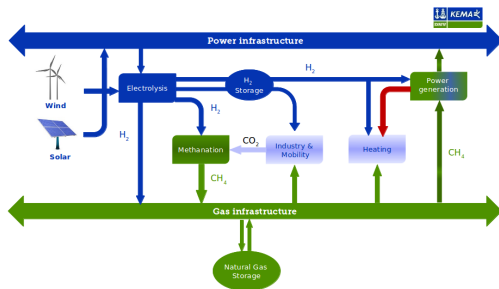 KEMA
DNV
Power infrastructure
H2
Electrolysis
H2
Storage
Power
generation
Wind
H2
H2
CO2
Methanation
Industry &
Mobility
Heating
CH4
Solar
CH4
Gas infrastructure
Natural Gas
Storage